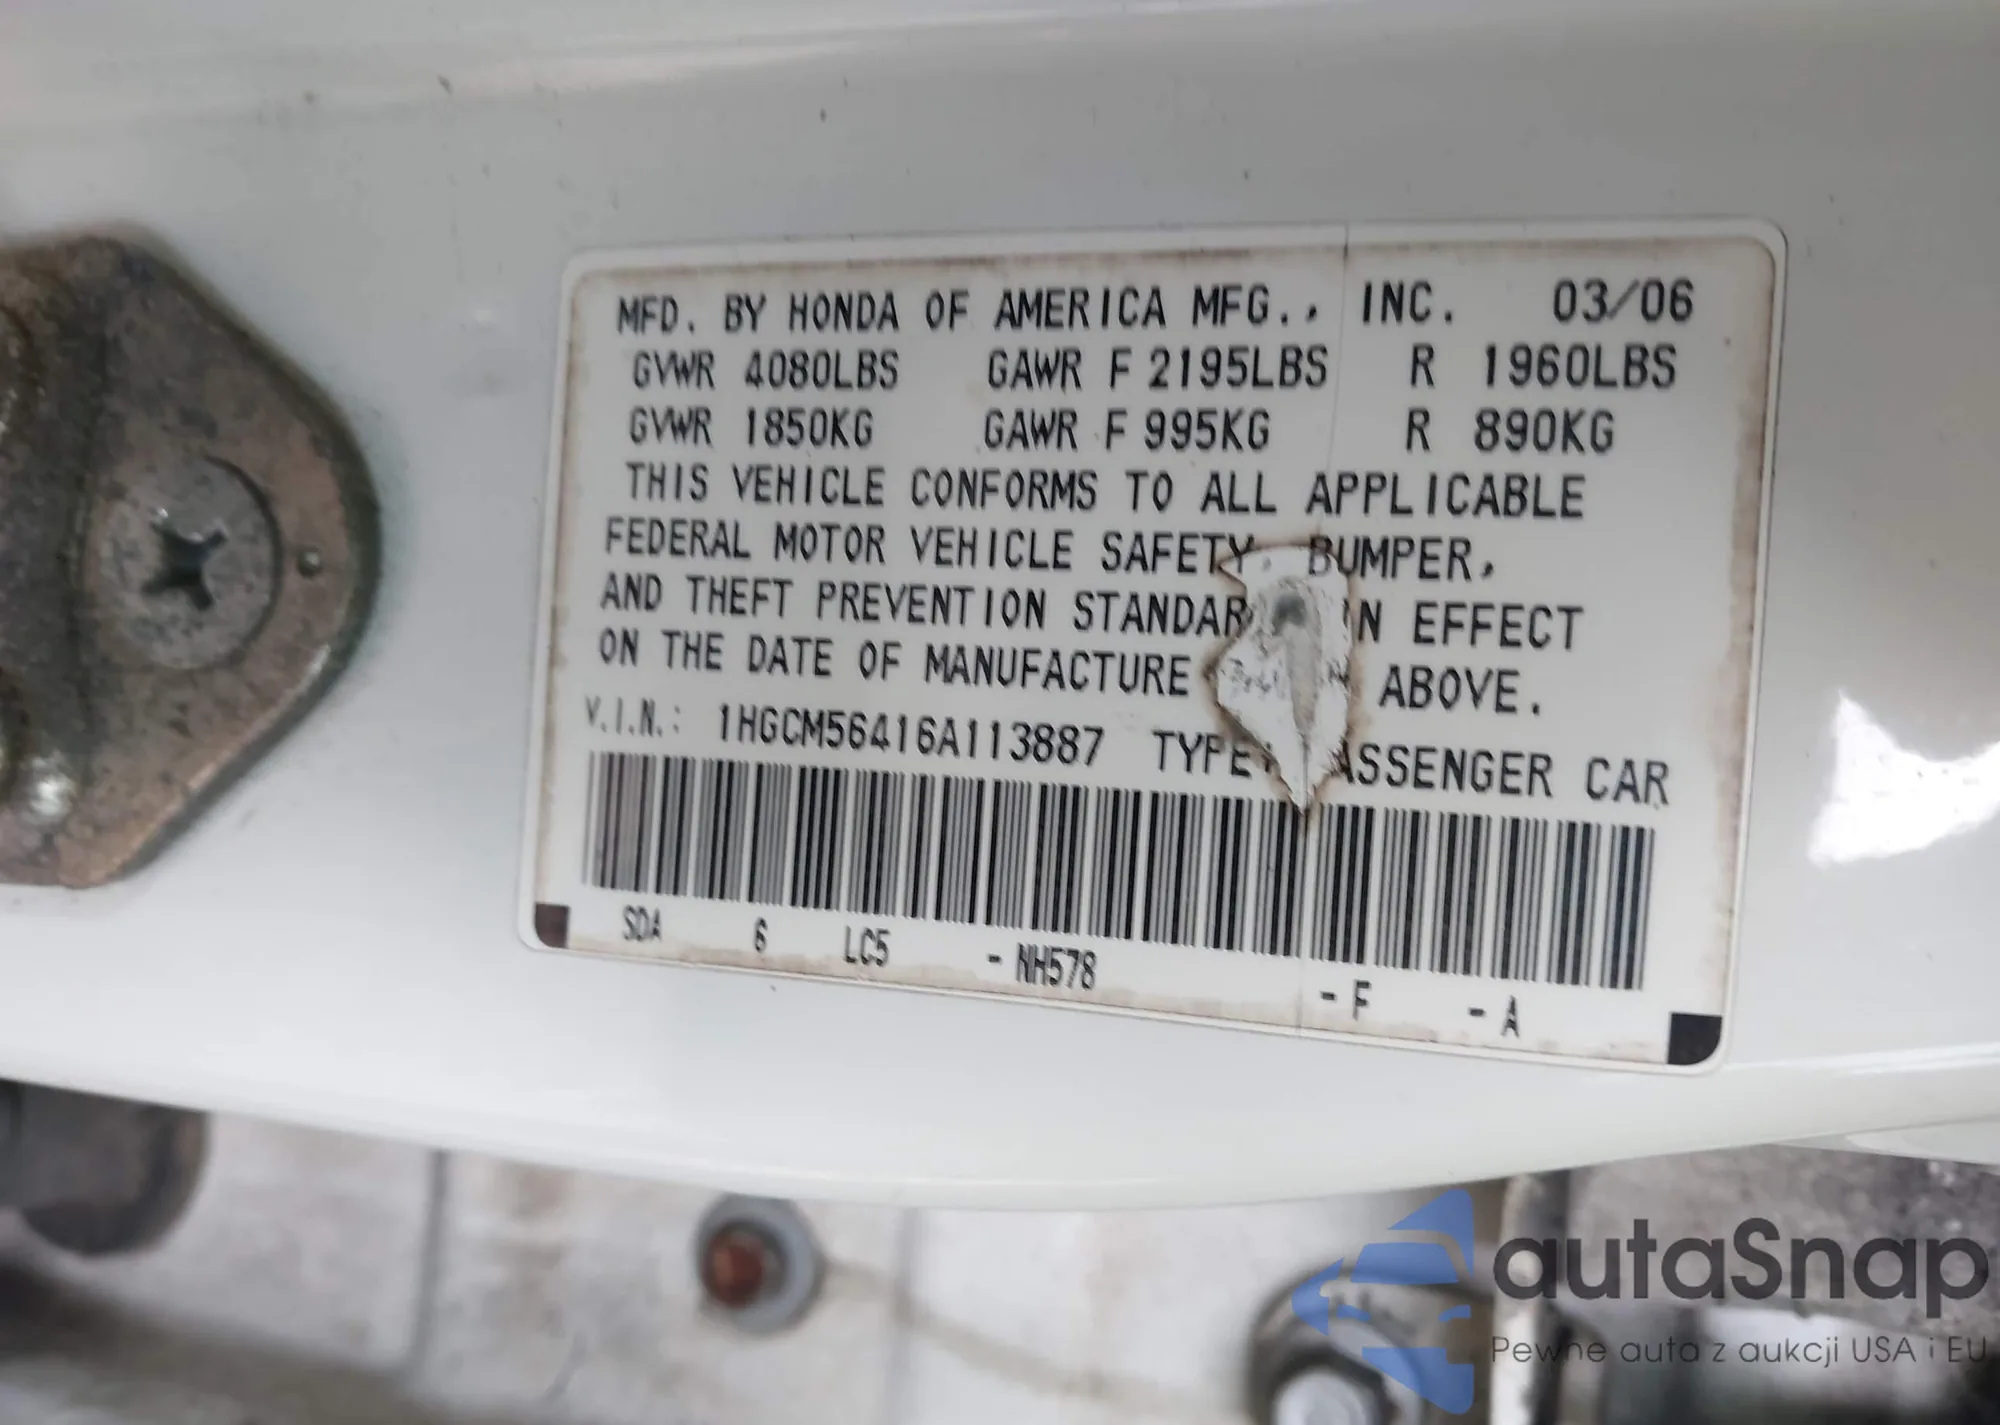 MFD. BY HONDA OF AMERICA MFG., INC. 03/06
GVWR 4080LBS GAWR F 2195LBS R 1960LBS
GVWR 1850KG GAWR F 995KG R 890KG
THIS VEHICLE CONFORMS TO ALL APPLICABLE
FEDERAL MOTOR VEHICLE SAFETY, BUMPER,
AND THEFT PREVENTION STANDAR IN EFFECT
ON THE DATE OF MANUFACTURE ABOVE.
V.I.N.: 1HGCM56416A113887 TYPE: ASSENGER CAR
SDA 6 LC5 - NH578 - F - A
autaSnap
Pewne auta z aukcji USA i EU